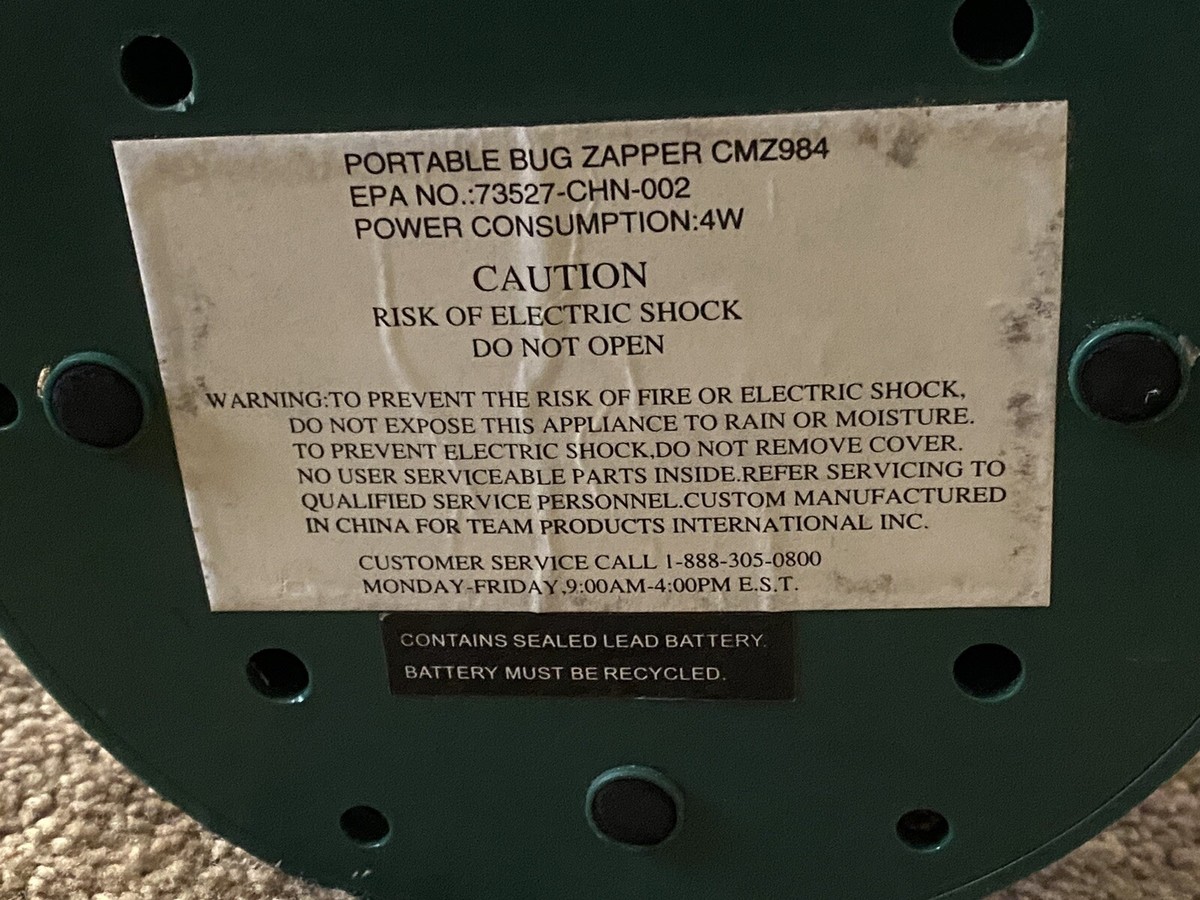 PORTABLE BUG ZAPPER CMZ984
EPA NO.:73527-CHN-002
POWER CONSUMPTION:4W
CAUTION
RISK OF ELECTRIC SHOCK
DO NOT OPEN
WARNING:TO PREVENT THE RISK OF FIRE OR ELECTRIC SHOCK,
DO NOT EXPOSE THIS APPLIANCE TO RAIN OR MOISTURE.
TO PREVENT ELECTRIC SHOCK,DO NOT REMOVE COVER.
NO USER SERVICEABLE PARTS INSIDE.REFER SERVICING TO
QUALIFIED SERVICE PERSONNEL.CUSTOM MANUFACTURED
IN CHINA FOR TEAM PRODUCTS INTERNATIONAL INC.
CUSTOMER SERVICE CALL 1-888-305-0800
MONDAY-FRIDAY,9:00AM-4:00PM E.S.T.
CONTAINS SEALED LEAD BATTERY.
BATTERY MUST BE RECYCLED.